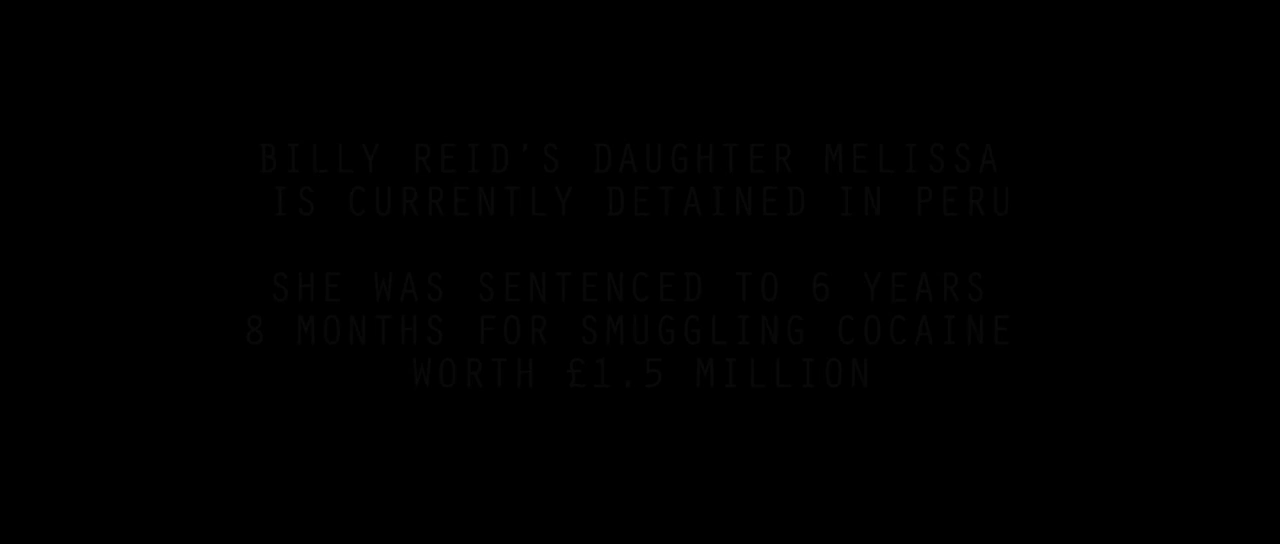 BILLY REID'S DAUGHTER MELISSA
IS CURRENTLY DETAINED IN PERU
SHE WAS SENTENCED TO 6 YEARS
8 MONTHS FOR SMUGGLING COCAINE
WORTH £1.5 MILLION